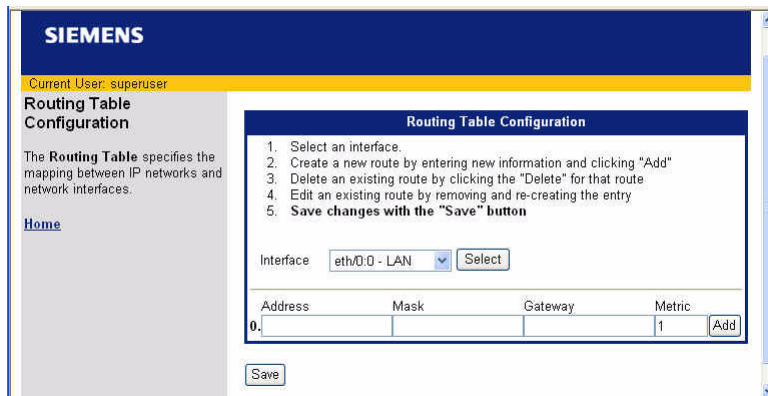 SIEMENS
Current User: superuser
Routing Table
Configuration
The Routing Table specifies the
mapping between IP networks and
network interfaces.
Home
Routing Table Configuration
1. Select an interface.
2. Create a new route by entering new information and clicking "Add"
3. Delete an existing route by clicking the "Delete" for that route
4. Edit an existing route by removing and re-creating the entry
5. Save changes with the "Save" button
Interface eth/0:0 - LAN Select
Address Mask Gateway Metric
0. 1 Add
Save